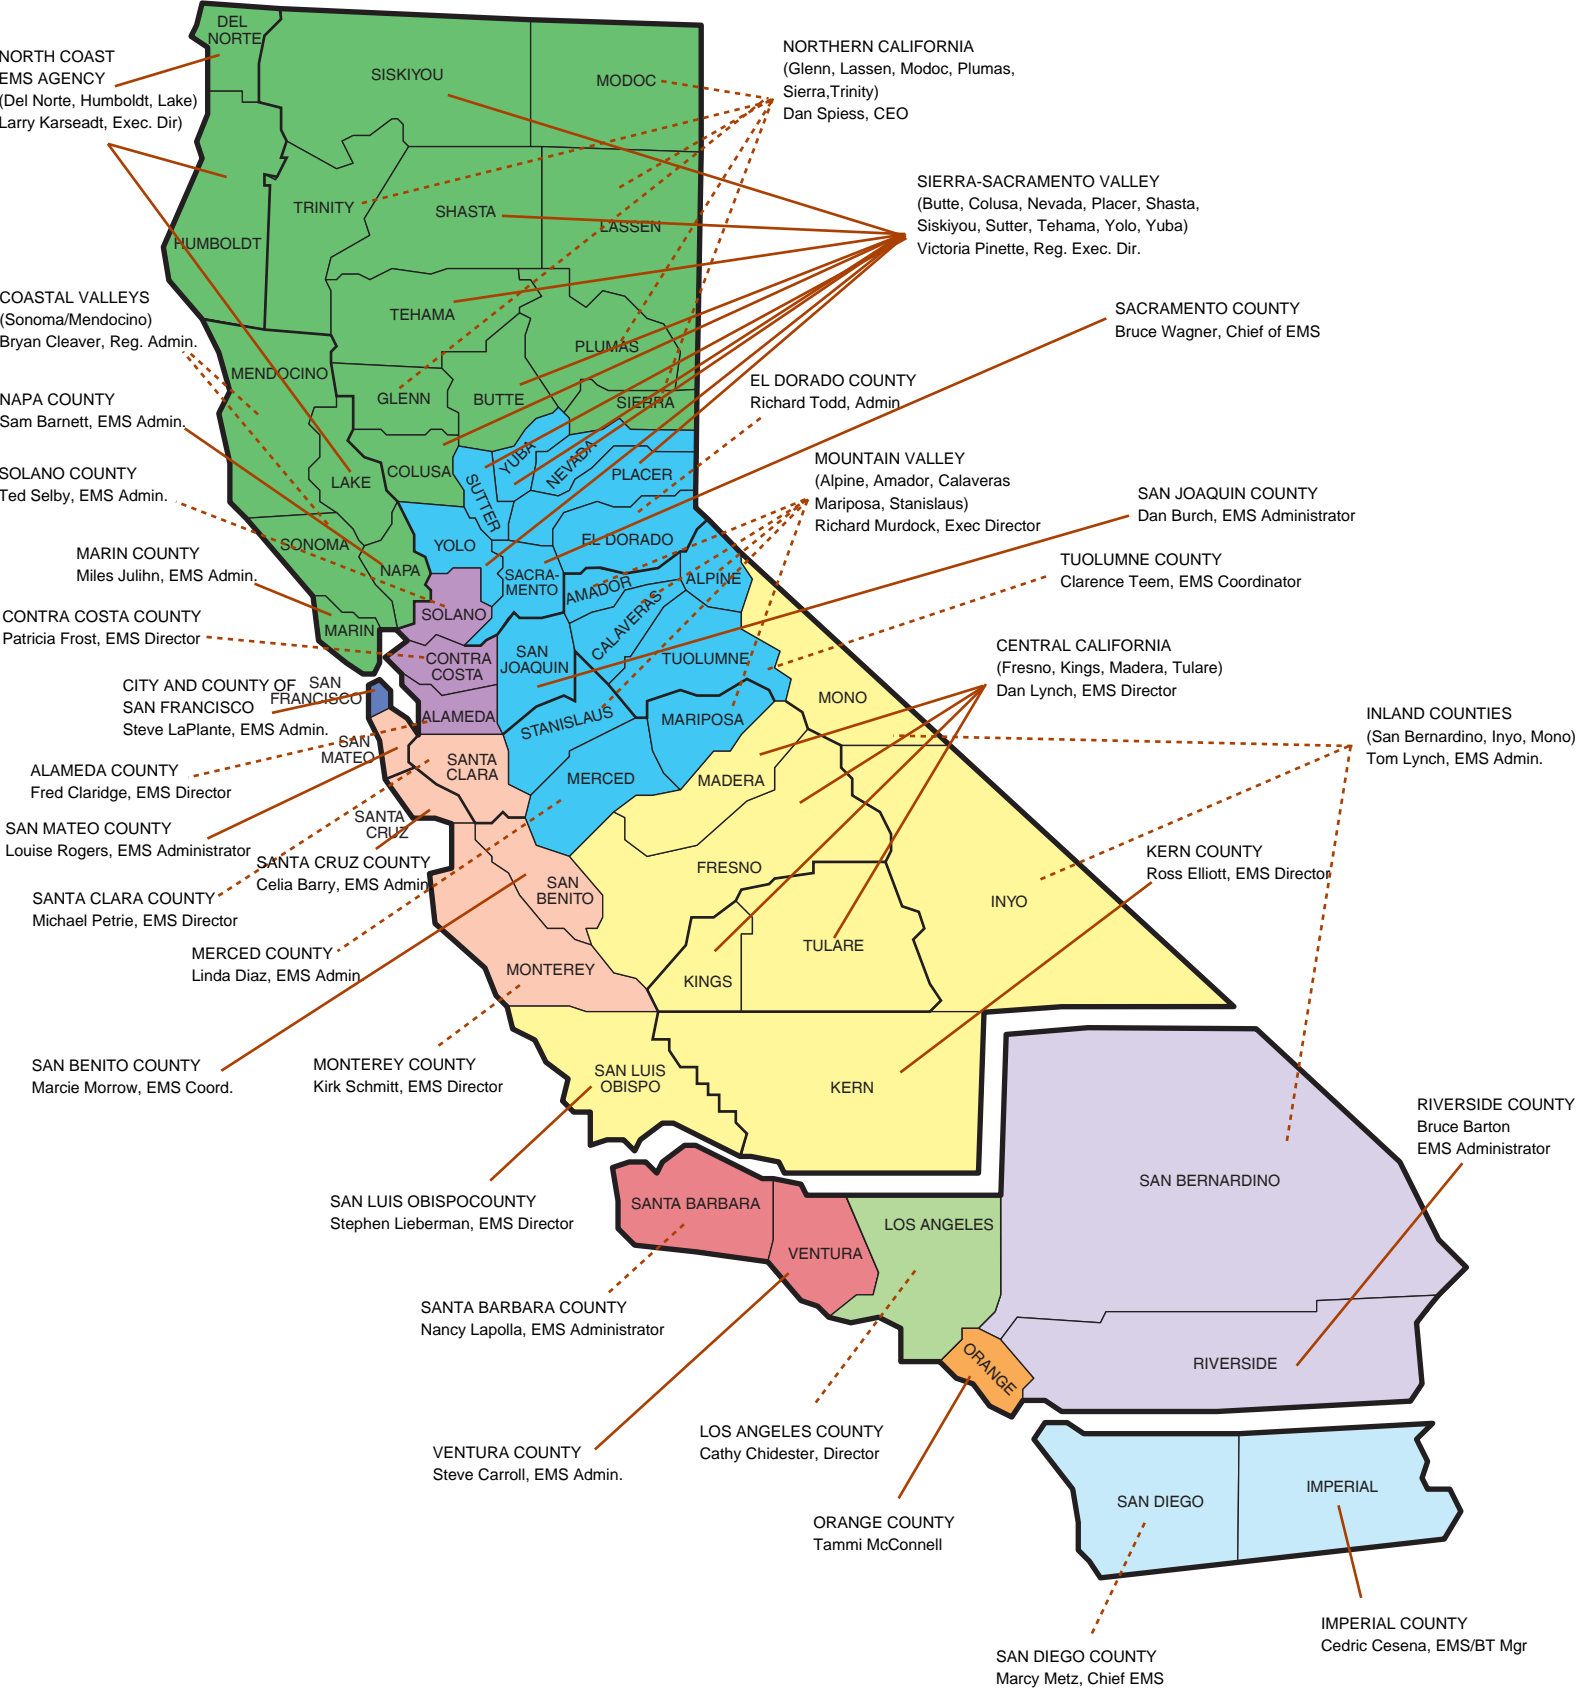 NORTH COAST
EMS AGENCY
(Del Norte, Humboldt, Lake)
Larry Karseadt, Exec. Dir)
COASTAL VALLEYS
(Sonoma/Mendocino)
Bryan Cleaver, Reg. Admin.
NAPA COUNTY
Sam Barnett, EMS Admin.
SOLANO COUNTY
Ted Selby, EMS Admin.
MARIN COUNTY
Miles Julihn, EMS Admin.
CONTRA COSTA COUNTY
Patricia Frost, EMS Director
CITY AND COUNTY OF
SAN FRANCISCO
Steve LaPlante, EMS Admin.
ALAMEDA COUNTY
Fred Claridge, EMS Director
SAN MATEO COUNTY
Louise Rogers, EMS Administrator
SANTA CRUZ COUNTY
Celia Barry, EMS Admin
SANTA CLARA COUNTY
Michael Petrie, EMS Director
MERCED COUNTY
Linda Diaz, EMS Admin
SAN BENITO COUNTY
Marcie Morrow, EMS Coord.
MONTEREY COUNTY
Kirk Schmitt, EMS Director
SAN LUIS OBISPOCOUNTY
Stephen Lieberman, EMS Director
SANTA BARBARA COUNTY
Nancy Lapolla, EMS Administrator
VENTURA COUNTY
Steve Carroll, EMS Admin.
LOS ANGELES COUNTY
Cathy Chidester, Director
ORANGE COUNTY
Tammi McConnell
SAN DIEGO COUNTY
Marcy Metz, Chief EMS
IMPERIAL COUNTY
Cedric Cesena, EMS/BT Mgr
RIVERSIDE COUNTY
Bruce Barton
EMS Administrator
KERN COUNTY
Ross Elliott, EMS Director
INLAND COUNTIES
(San Bernardino, Inyo, Mono)
Tom Lynch, EMS Admin.
CENTRAL CALIFORNIA
(Fresno, Kings, Madera, Tulare)
Dan Lynch, EMS Director
TUOLUMNE COUNTY
Clarence Teem, EMS Coordinator
SAN JOAQUIN COUNTY
Dan Burch, EMS Administrator
MOUNTAIN VALLEY
(Alpine, Amador, Calaveras
Mariposa, Stanislaus)
Richard Murdock, Exec Director
EL DORADO COUNTY
Richard Todd, Admin
SACRAMENTO COUNTY
Bruce Wagner, Chief of EMS
SIERRA-SACRAMENTO VALLEY
(Butte, Colusa, Nevada, Placer, Shasta,
Siskiyou, Sutter, Tehama, Yolo, Yuba)
Victoria Pinette, Reg. Exec. Dir.
NORTHERN CALIFORNIA
(Glenn, Lassen, Modoc, Plumas,
Sierra,Trinity)
Dan Spiess, CEO
DEL
NORTE
SISKIYOU
MODOC
TRINITY
SHASTA
LASSEN
HUMBOLDT
TEHAMA
PLUMAS
MENDOCINO
GLENN
BUTTE
SIERRA
LAKE
COLUSA
SUTTER
YUBA
NEVADA
PLACER
SONOMA
NAPA
YOLO
EL DORADO
SACRA-
MENTO
AMADOR
ALPINE
SOLANO
MARIN
CONTRA
COSTA
SAN
JOAQUIN
CALAVERAS
TUOLUMNE
MONO
SAN
FRANCISCO
ALAMEDA
STANISLAUS
MARIPOSA
SAN
MATEO
SANTA
CLARA
MERCED
MADERA
SANTA
CRUZ
SAN
BENITO
FRESNO
INYO
MONTEREY
KINGS
TULARE
SAN LUIS
OBISPO
KERN
SANTA BARBARA
VENTURA
LOS ANGELES
SAN BERNARDINO
ORANGE
RIVERSIDE
SAN DIEGO
IMPERIAL